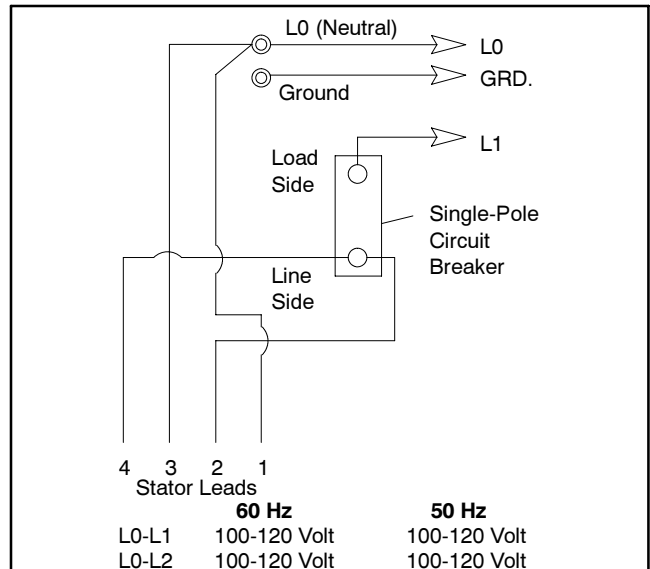 L0 (Neutral)
L0
GRD.
Ground
L1
Load
Side
Single-Pole
Circuit
Breaker
Line
Side
4 3 2 1
Stator Leads
60 Hz 50 Hz
L0-L1 100-120 Volt 100-120 Volt
L0-L2 100-120 Volt 100-120 Volt